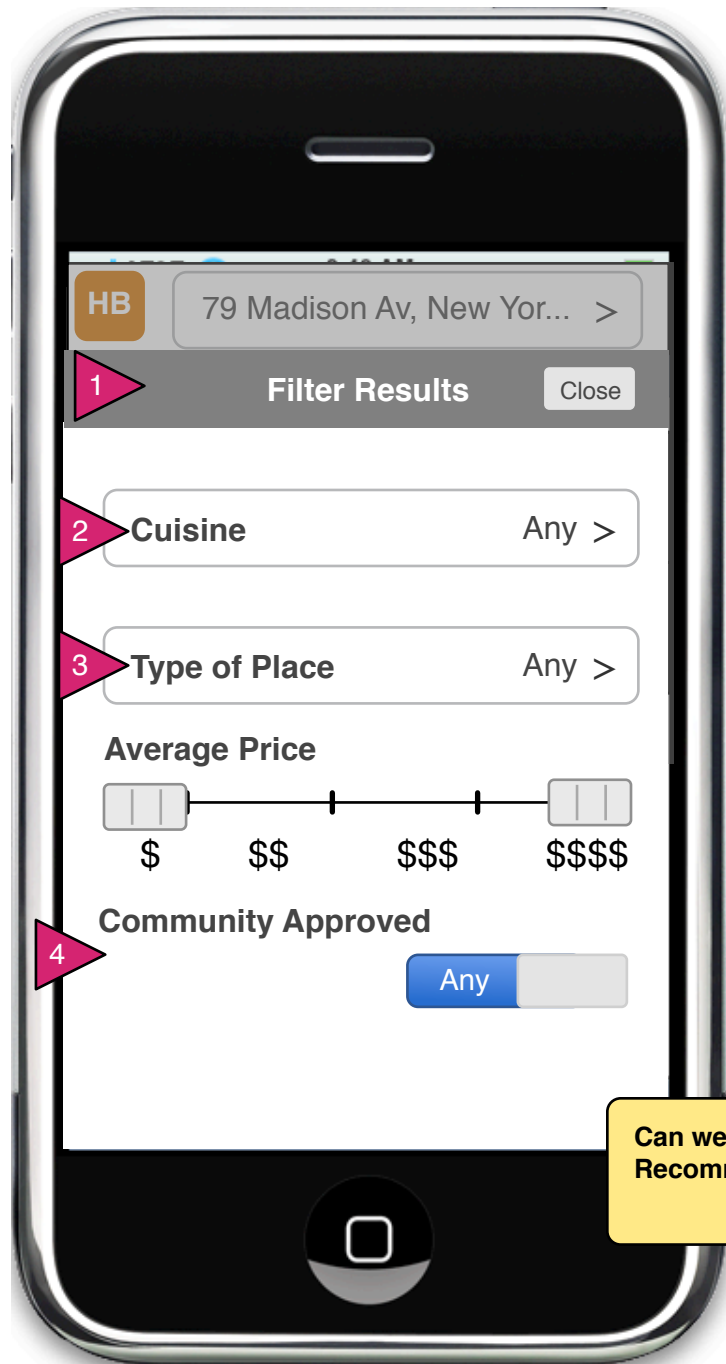 HB
79 Madison Av, New Yor... >
1
Filter Results
Close
2
Cuisine
Any >
3
Type of Place
Any >
Average Price
$ $$ $$$ $$$$
Community Approved
4
Any
Can we